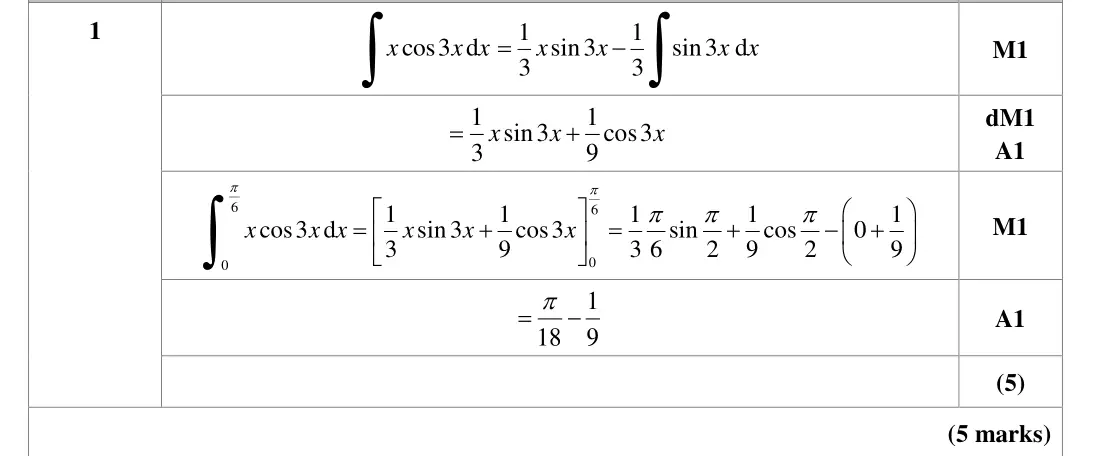 1
∫ x cos 3x dx = 1/3 x sin 3x − 1/3 ∫ sin 3x dx
M1
= 1/3 x sin 3x + 1/9 cos 3x
dM1
A1
∫₀^(π/6) x cos 3x dx = [1/3 x sin 3x + 1/9 cos 3x]₀^(π/6) = 1/3 π/6 sin π/2 + 1/9 cos π/2 − (0 + 1/9)
M1
= π/18 − 1/9
A1
(5)
(5 marks)